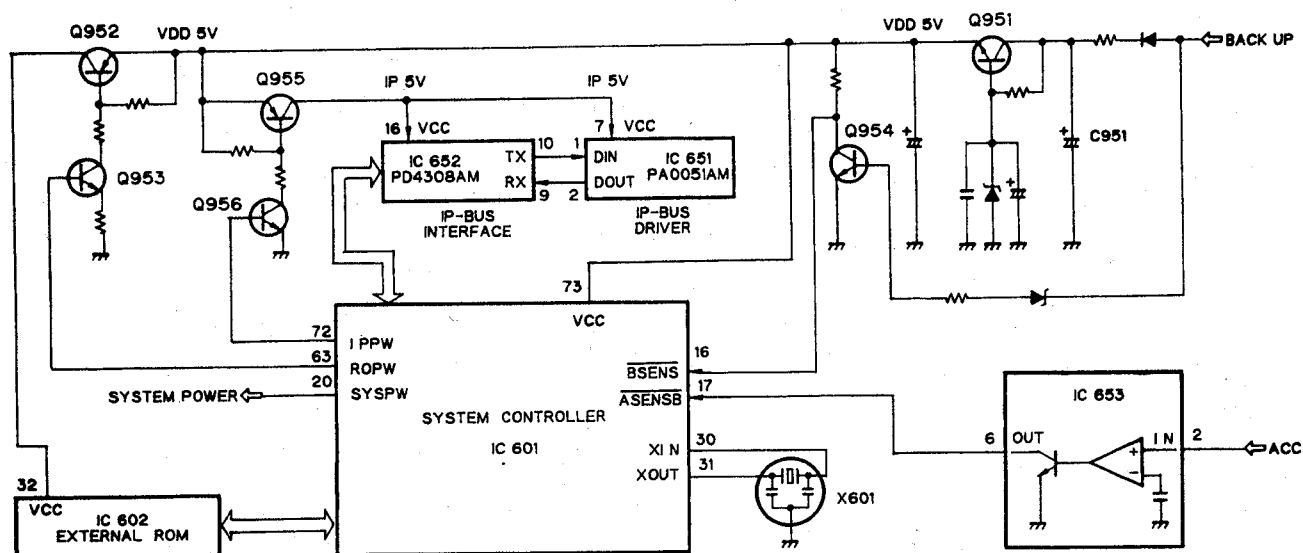 Q952
VDD 5V
VDD 5V
Q951
BACK UP
Q955
IP 5V
IP 5V
16
VCC
7
VCC
Q954
+
+
+
C951
IC 652
PD4308AM
TX
RX
10
9
1
2
DIN
DOUT
IC 651
PA0051AM
Q953
Q956
IP-BUS
INTERFACE
IP-BUS
DRIVER
73
VCC
72
IPPW
63
ROPW
20
SYSPW
SYSTEM POWER
16
BSENS
17
ASENSB
SYSTEM CONTROLLER
IC 601
XIN
30
XOUT
31
X601
IC 653
6
OUT
IN
2
+
-
ACC
32
VCC
IC 602
EXTERNAL ROM